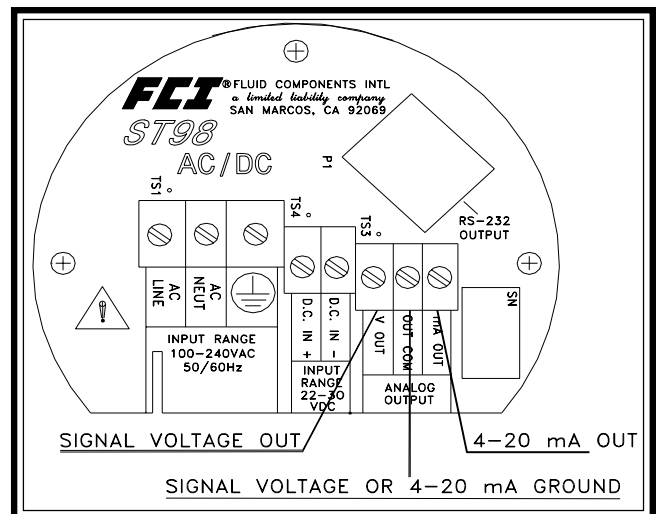 FCI ® FLUID COMPONENTS INTL
a limited liability company
SAN MARCOS, CA 92069
ST98
AC/DC
P1
RS-232
OUTPUT
TS1
TS4
TS3
AC LINE
AC NEUT
D.C. IN +
D.C. IN -
V OUT
OUT COM
mA OUT
SN
!
INPUT RANGE
100-240VAC
50/60Hz
INPUT
RANGE
22-30
VDC
ANALOG
OUTPUT
SIGNAL VOLTAGE OUT
4-20 mA OUT
SIGNAL VOLTAGE OR 4-20 mA GROUND